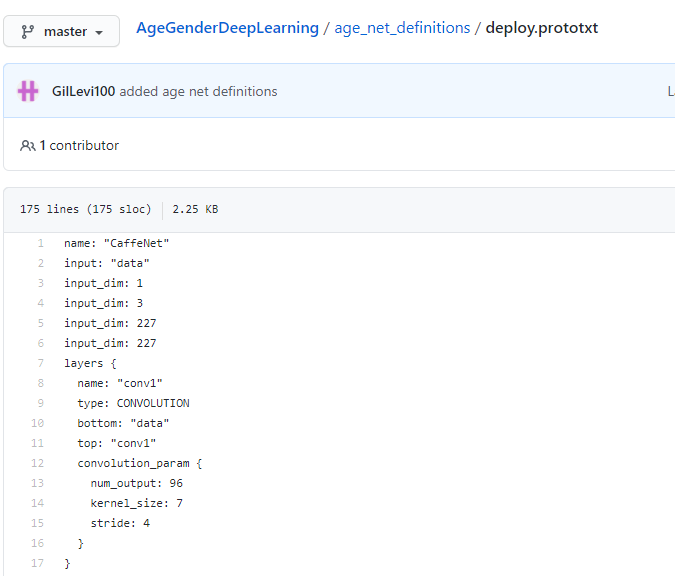 master AgeGenderDeepLearning / age_net_definitions / deploy.prototxt
GilLevi100 added age net definitions
1 contributor
175 lines (175 sloc) 2.25 KB
1 name: "CaffeNet"
2 input: "data"
3 input_dim: 1
4 input_dim: 3
5 input_dim: 227
6 input_dim: 227
7 layers {
8 name: "conv1"
9 type: CONVOLUTION
10 bottom: "data"
11 top: "conv1"
12 convolution_param {
13 num_output: 96
14 kernel_size: 7
15 stride: 4
16 }
17 }